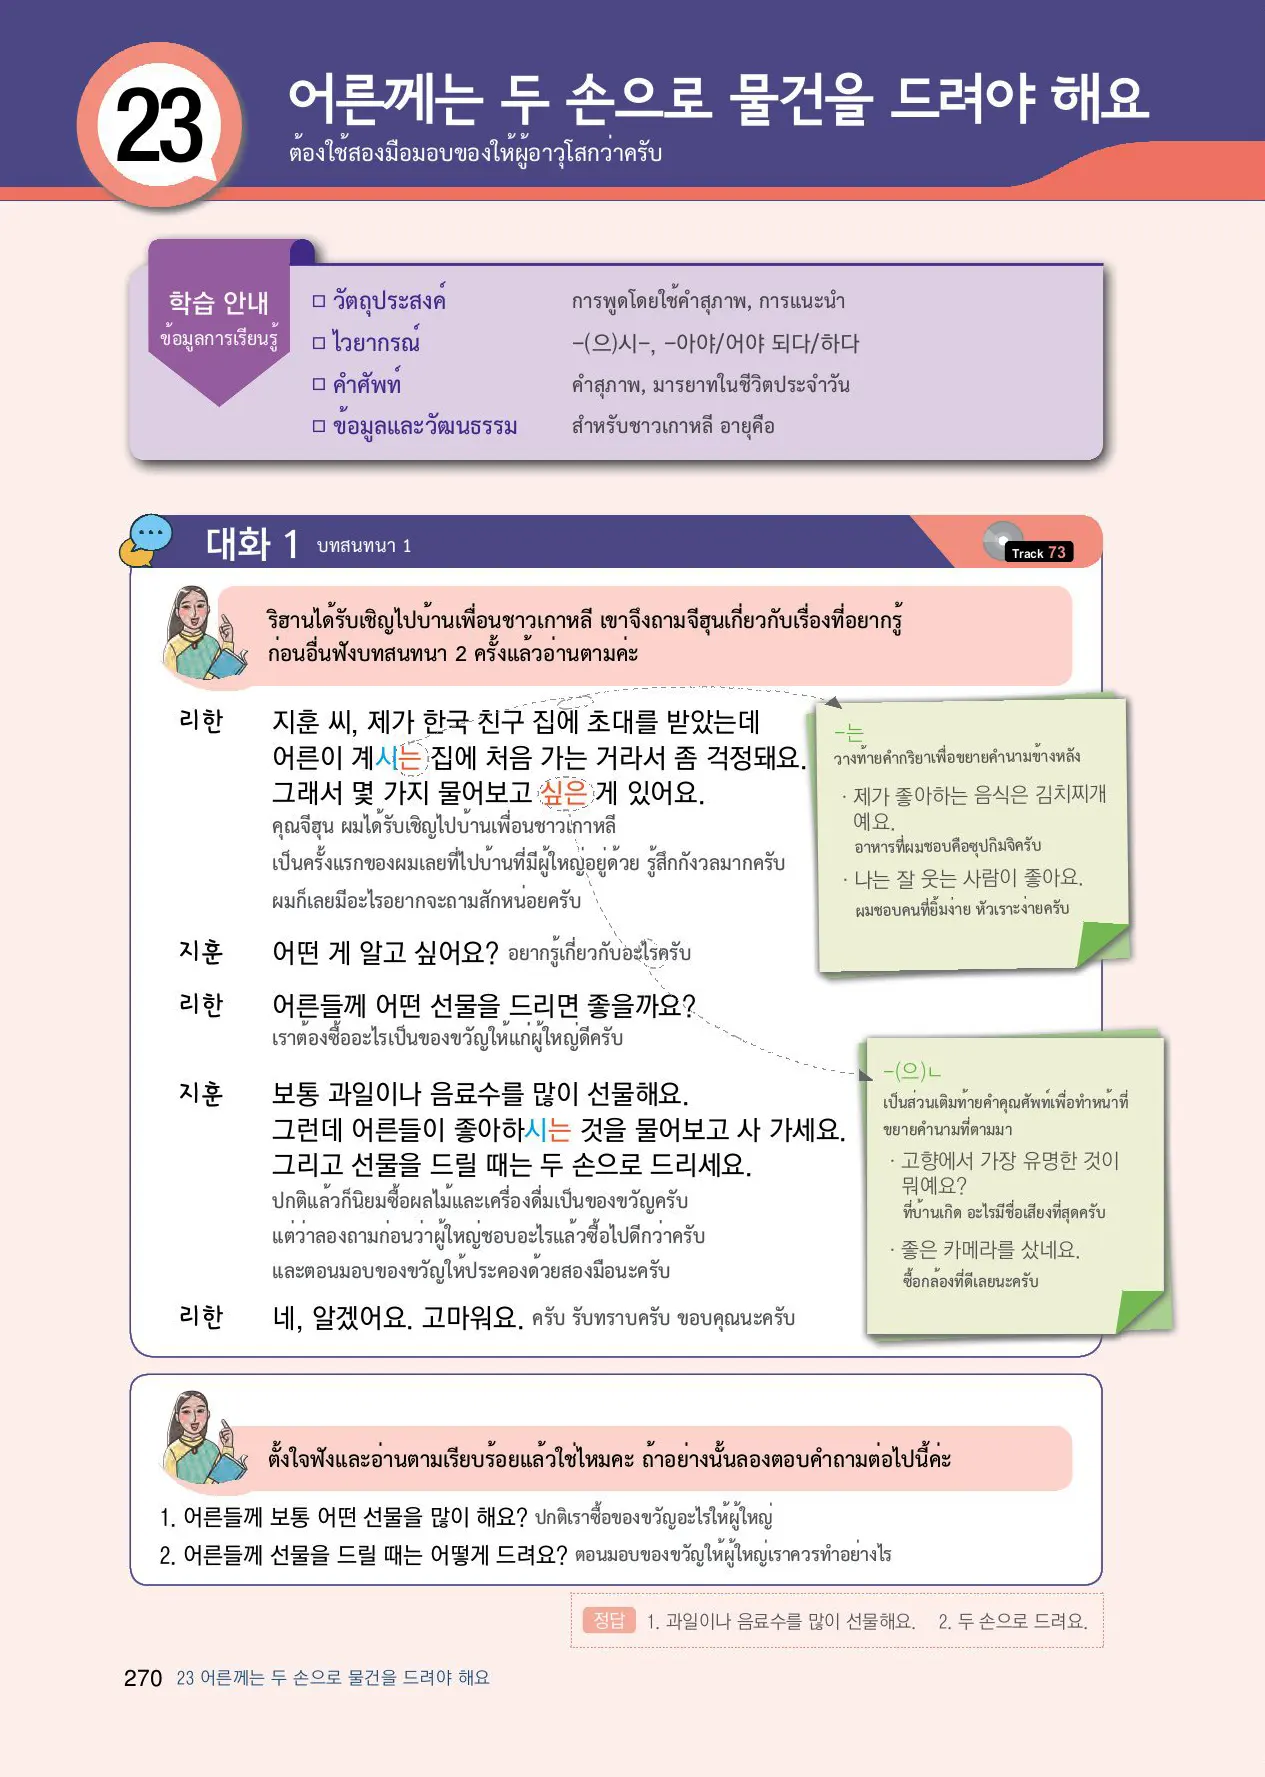 23
어른께는 두 손으로 물건을 드려야 해요
ต้องใช้สองมือมอบของให้ผู้อาวุโสกว่าครับ
학습 안내
ข้อมูลการเรียนรู้
□ วัตถุประสงค์ การพูดโดยใช้คำสุภาพ, การแนะนำ
□ ไวยากรณ์ -(으)시-, -아야/어야 되다/하다
□ คำศัพท์ คำสุภาพ, มารยาทในชีวิตประจำวัน
□ ข้อมูลและวัฒนธรรม สำหรับชาวเกาหลี อายุคือ
대화 1 บทสนทนา 1
Track 73
ริฮานได้รับเชิญไปบ้านเพื่อนชาวเกาหลี เขาจึงถามจีฮุนเกี่ยวกับเรื่องที่อยากรู้
ก่อนอื่นฟังบทสนทนา 2 ครั้งแล้วอ่านตามค่ะ
리한 지훈 씨, 제가 한국 친구 집에 초대를 받았는데
어른이 계시는 집에 처음 가는 거라서 좀 걱정돼요.
그래서 몇 가지 물어보고 싶은 게 있어요.
คุณจีฮุน ผมได้รับเชิญไปบ้านเพื่อนชาวเกาหลี
เป็นครั้งแรกของผมเลยที่ไปบ้านที่มีผู้ใหญ่อยู่ด้วย รู้สึกกังวลมากครับ
ผมก็เลยมีอะไรอยากจะถามสักหน่อยครับ
지훈 어떤 게 알고 싶어요? อยากรู้เกี่ยวกับอะไรครับ
리한 어른들께 어떤 선물을 드리면 좋을까요?
เราต้องซื้ออะไรเป็นของขวัญให้แก่ผู้ใหญ่ดีครับ
지훈 보통 과일이나 음료수를 많이 선물해요.
그런데 어른들이 좋아하시는 것을 물어보고 사 가세요.
그리고 선물을 드릴 때는 두 손으로 드리세요.
ปกติแล้วก็นิยมซื้อผลไม้และเครื่องดื่มเป็นของขวัญครับ
แต่ว่าลองถามก่อนว่าผู้ใหญ่ชอบอะไรแล้วซื้อไปดีกว่าครับ
และตอนมอบของขวัญให้ประคองด้วยสองมือนะครับ
리한 네, 알겠어요. 고마워요. ครับ รับทราบครับ ขอบคุณนะครับ
-는
วางท้ายคำกริยาเพื่อขยายคำนามข้างหลัง
· 제가 좋아하는 음식은 김치찌개
예요.
อาหารที่ผมชอบคือซุปกิมจิครับ
· 나는 잘 웃는 사람이 좋아요.
ผมชอบคนที่ยิ้มง่าย หัวเราะง่ายครับ
-(으)ㄴ
เป็นส่วนเติมท้ายคำคุณศัพท์เพื่อทำหน้าที่
ขยายคำนามที่ตามมา
· 고향에서 가장 유명한 것이
뭐예요?
ที่บ้านเกิด อะไรมีชื่อเสียงที่สุดครับ
· 좋은 카메라를 샀네요.
ซื้อกล้องที่ดีเลยนะครับ
ตั้งใจฟังและอ่านตามเรียบร้อยแล้วใช่ไหมคะ ถ้าอย่างนั้นลองตอบคำถามต่อไปนี้ค่ะ
1. 어른들께 보통 어떤 선물을 많이 해요? ปกติเราซื้อของขวัญอะไรให้ผู้ใหญ่
2. 어른들께 선물을 드릴 때는 어떻게 드려요? ตอนมอบของขวัญให้ผู้ใหญ่เราควรทำอย่างไร
정답 1. 과일이나 음료수를 많이 선물해요. 2. 두 손으로 드려요.
270 23 어른께는 두 손으로 물건을 드려야 해요